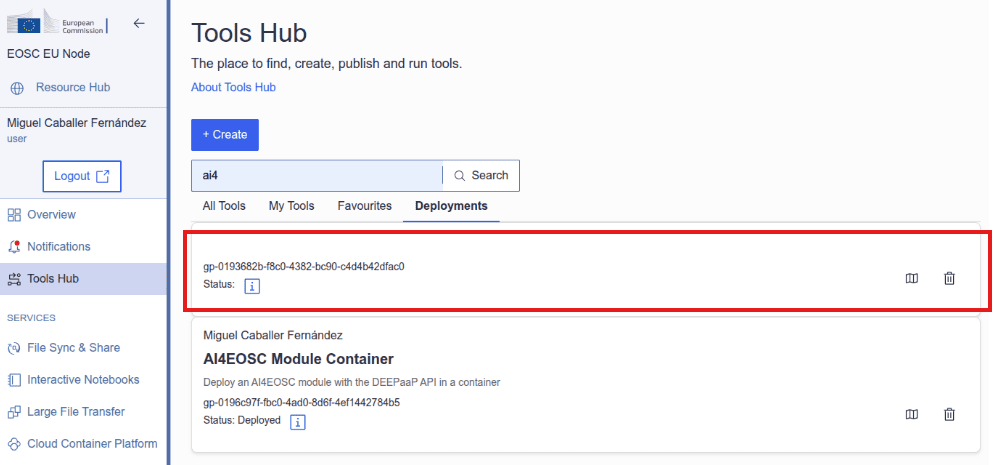 European
Commission
EOSC EU Node
Resource Hub
Miguel Caballer Fernández
user
Logout
Overview
Notifications
Tools Hub
SERVICES
File Sync & Share
Interactive Notebooks
Large File Transfer
Cloud Container Platform
Tools Hub
The place to find, create, publish and run tools.
About Tools Hub
+ Create
ai4
Search
All Tools My Tools Favourites Deployments
gp-0193682b-f8c0-4382-bc90-c4d4b42dfac0
Status: i
Miguel Caballer Fernández
AI4EOSC Module Container
Deploy an AI4EOSC module with the DEEPaaP API in a container
gp-0196c97f-fbc0-4ad0-8d6f-4ef1442784b5
Status: Deployed i